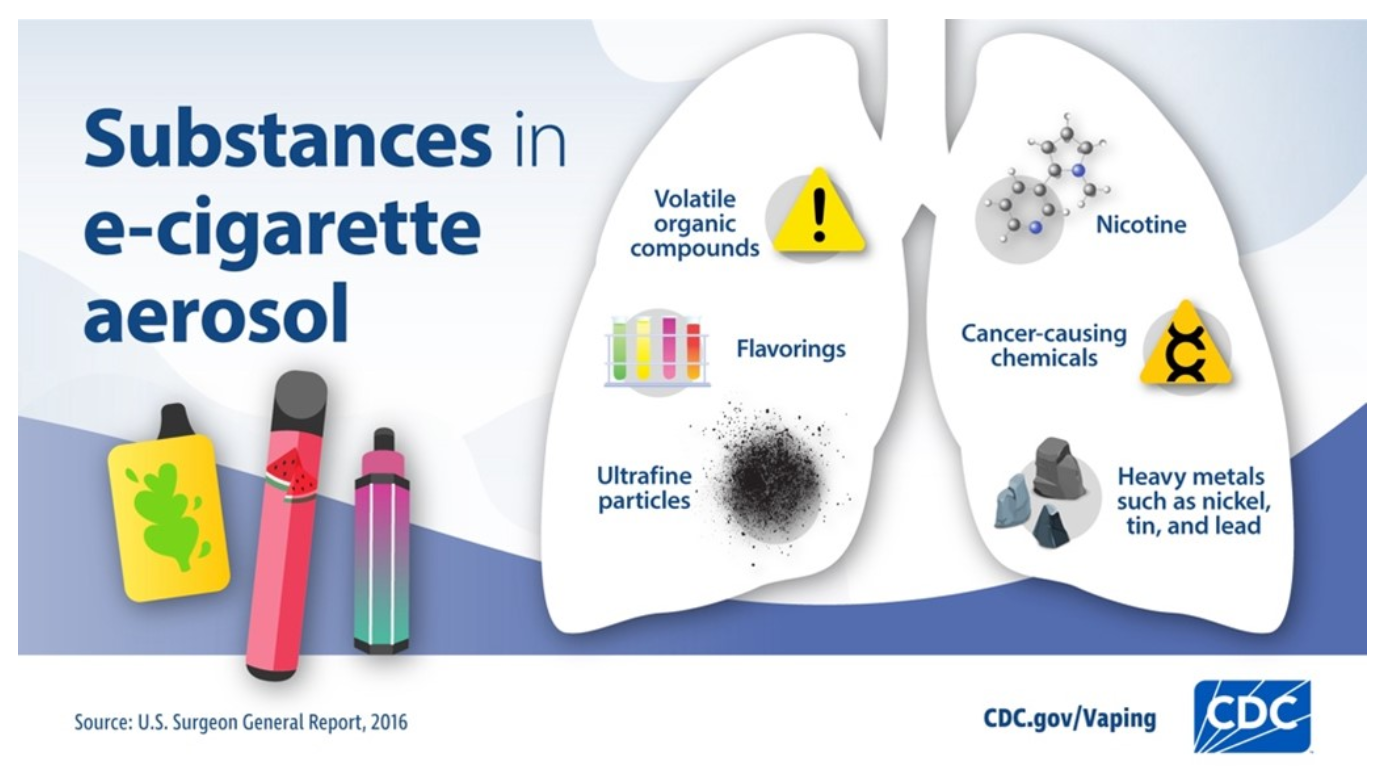 Substances in
e-cigarette
aerosol
Volatile
organic
compounds
Flavorings
Ultrafine
particles
Nicotine
Cancer-causing
chemicals
Heavy metals
such as nickel,
tin, and lead
Source: U.S. Surgeon General Report, 2016
CDC.gov/Vaping
CDC